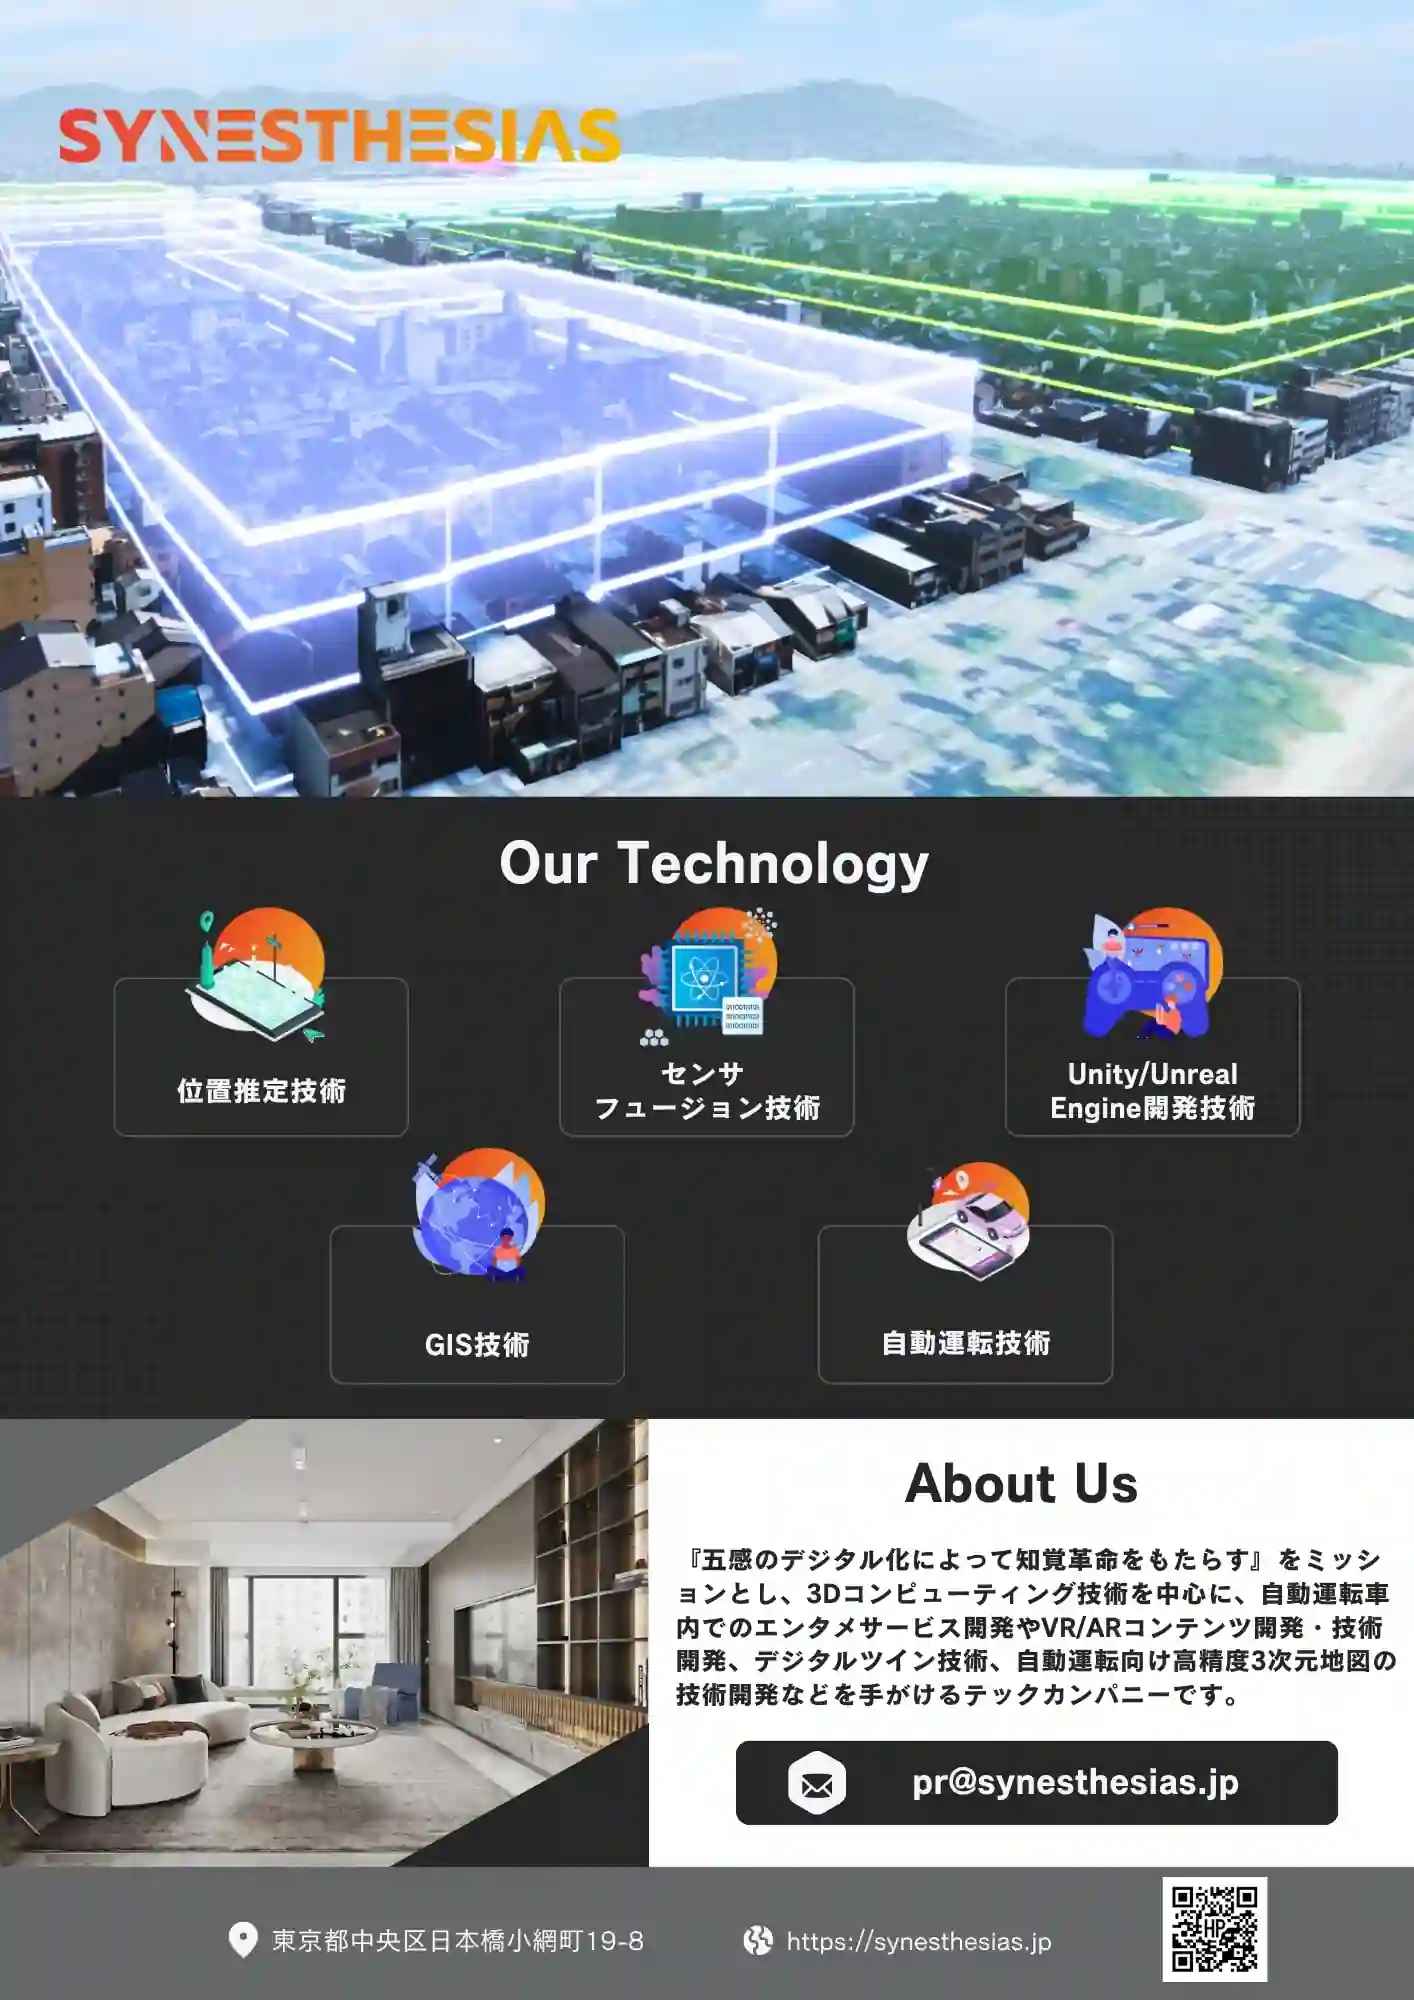 SYNESTHESIAS
Our Technology
位置推定技術
センサ
フュージョン技術
Unity/Unreal
Engine開発技術
GIS技術
自動運転技術
About Us
『五感のデジタル化によって知覚革命をもたらす』をミッシ
ョンとし、3Dコンピューティング技術を中心に、自動運転車
内でのエンタメサービス開発やVR/ARコンテンツ開発・技術
開発、デジタルツイン技術、自動運転向け高精度3次元地図の
技術開発などを手がけるテックカンパニーです。
pr@synesthesias.jp
東京都中央区日本橋小網町19-8
https://synesthesias.jp
HP